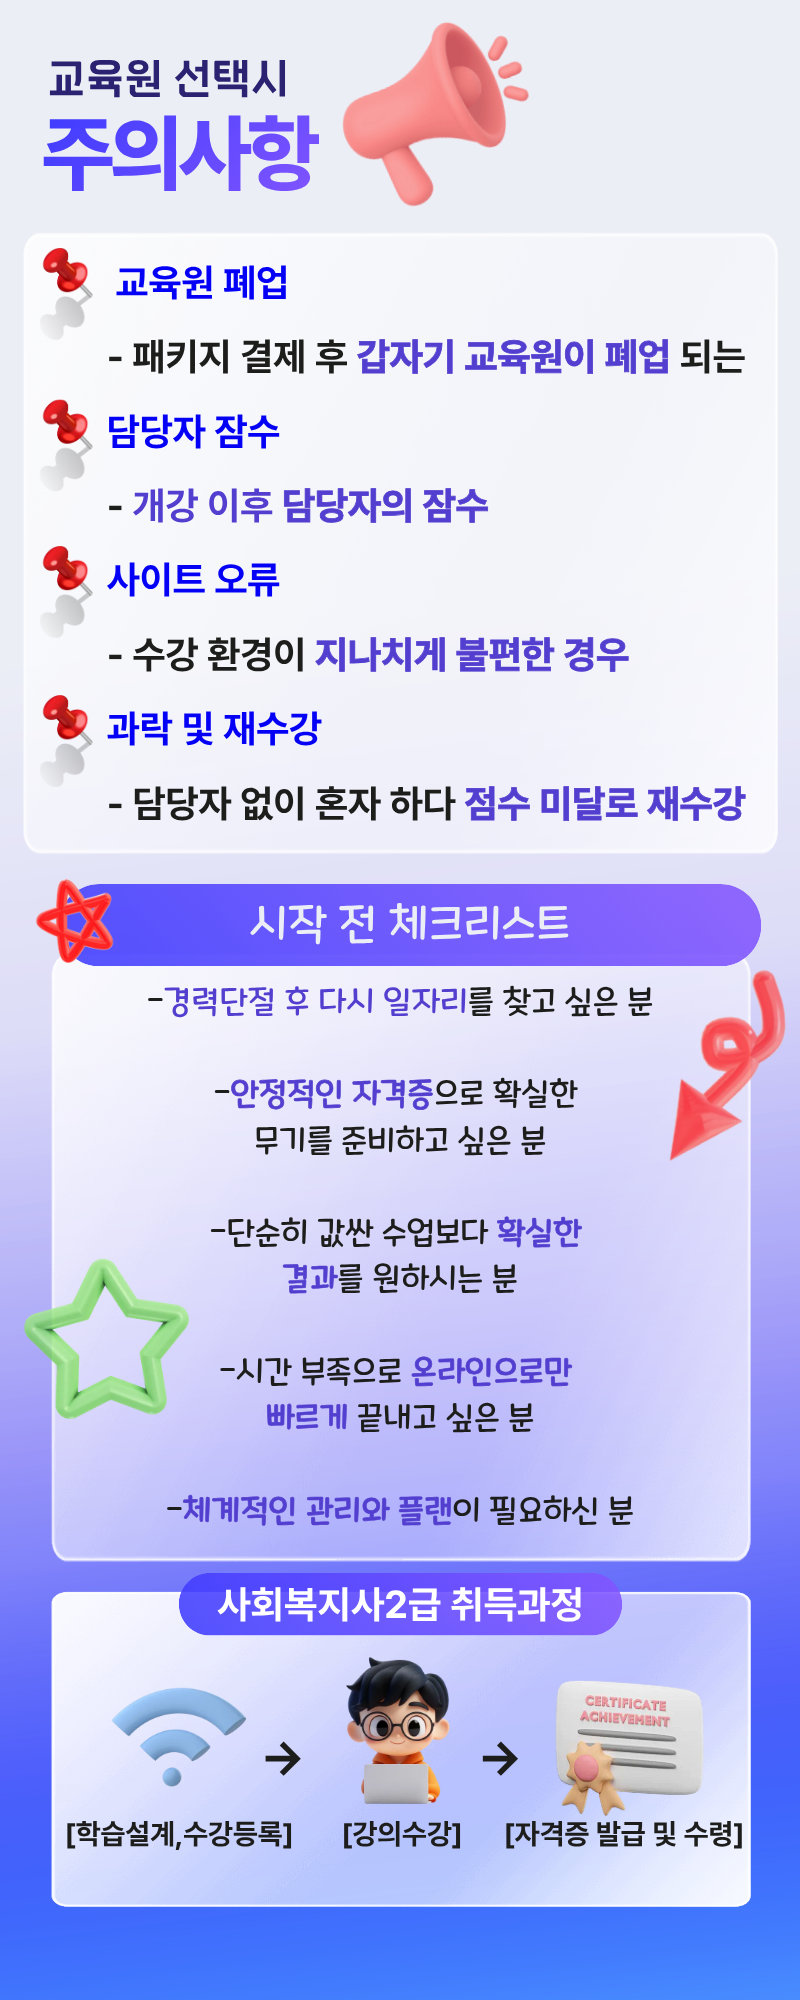 교육원 선택시
주의사항
교육원 폐업
- 패키지 결제 후 갑자기 교육원이 폐업 되는
담당자 잠수
- 개강 이후 담당자의 잠수
사이트 오류
- 수강 환경이 지나치게 불편한 경우
과락 및 재수강
- 담당자 없이 혼자 하다 점수 미달로 재수강
시작 전 체크리스트
-경력단절 후 다시 일자리를 찾고 싶은 분
-안정적인 자격증으로 확실한
무기를 준비하고 싶은 분
-단순히 값싼 수업보다 확실한
결과를 원하시는 분
-시간 부족으로 온라인으로만
빠르게 끝내고 싶은 분
-체계적인 관리와 플랜이 필요하신 분
사회복지사2급 취득과정
CERTIFICATE
ACHIEVEMENT
[학습설계,수강등록]
[강의수강]
[자격증 발급 및 수령]